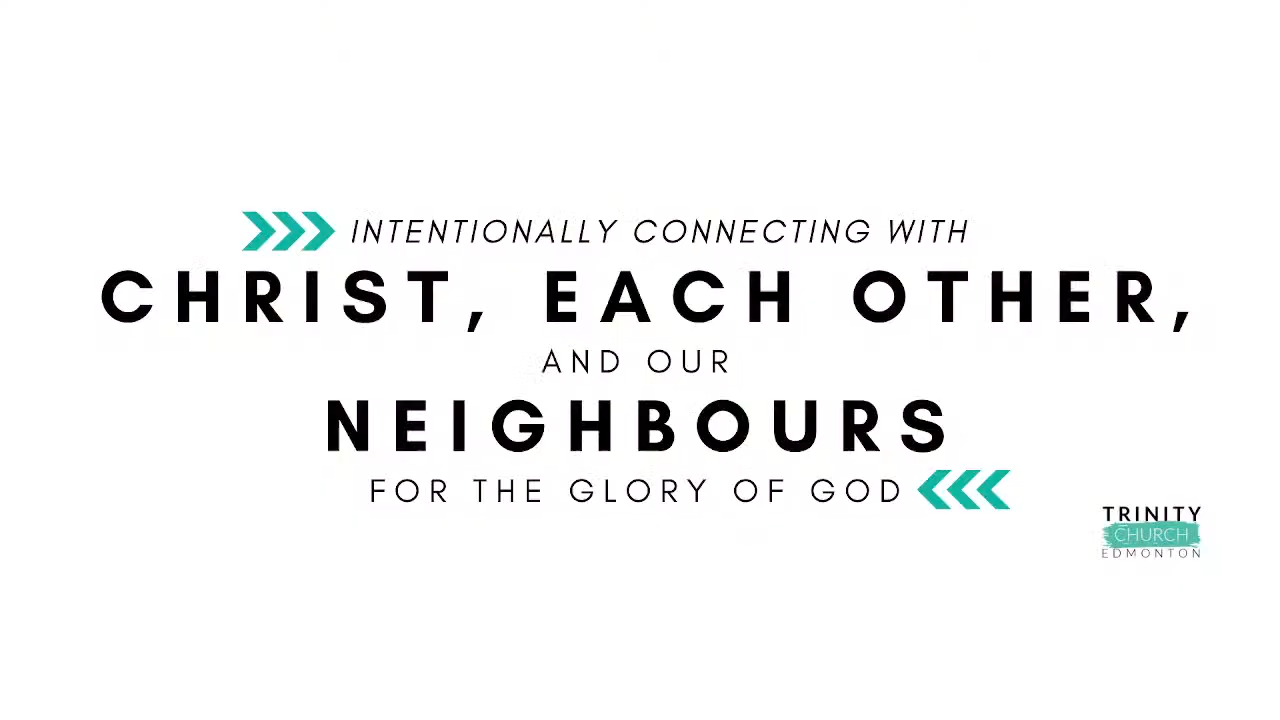 INTENTIONALLY CONNECTING WITH
CHRIST, EACH OTHER,
AND OUR
NEIGHBOURS
FOR THE GLORY OF GOD
TRINITY
CHURCH
EDMONTON